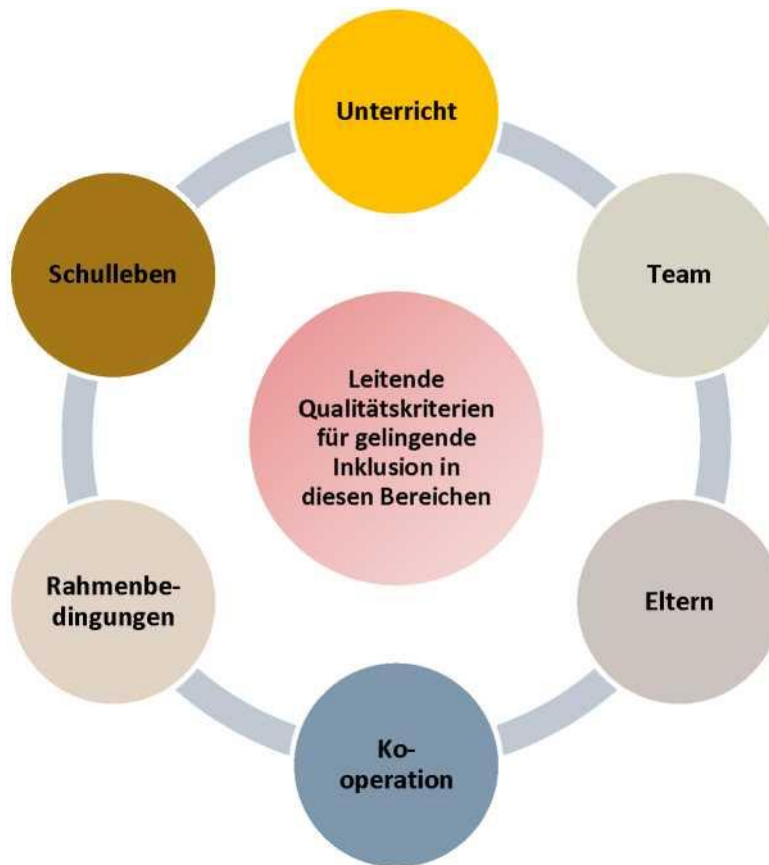 Unterricht
Team
Eltern
Ko-
operation
Rahmenbe-
dingungen
Schulleben
Leitende
Qualitätskriterien
für gelingende
Inklusion in
diesen Bereichen